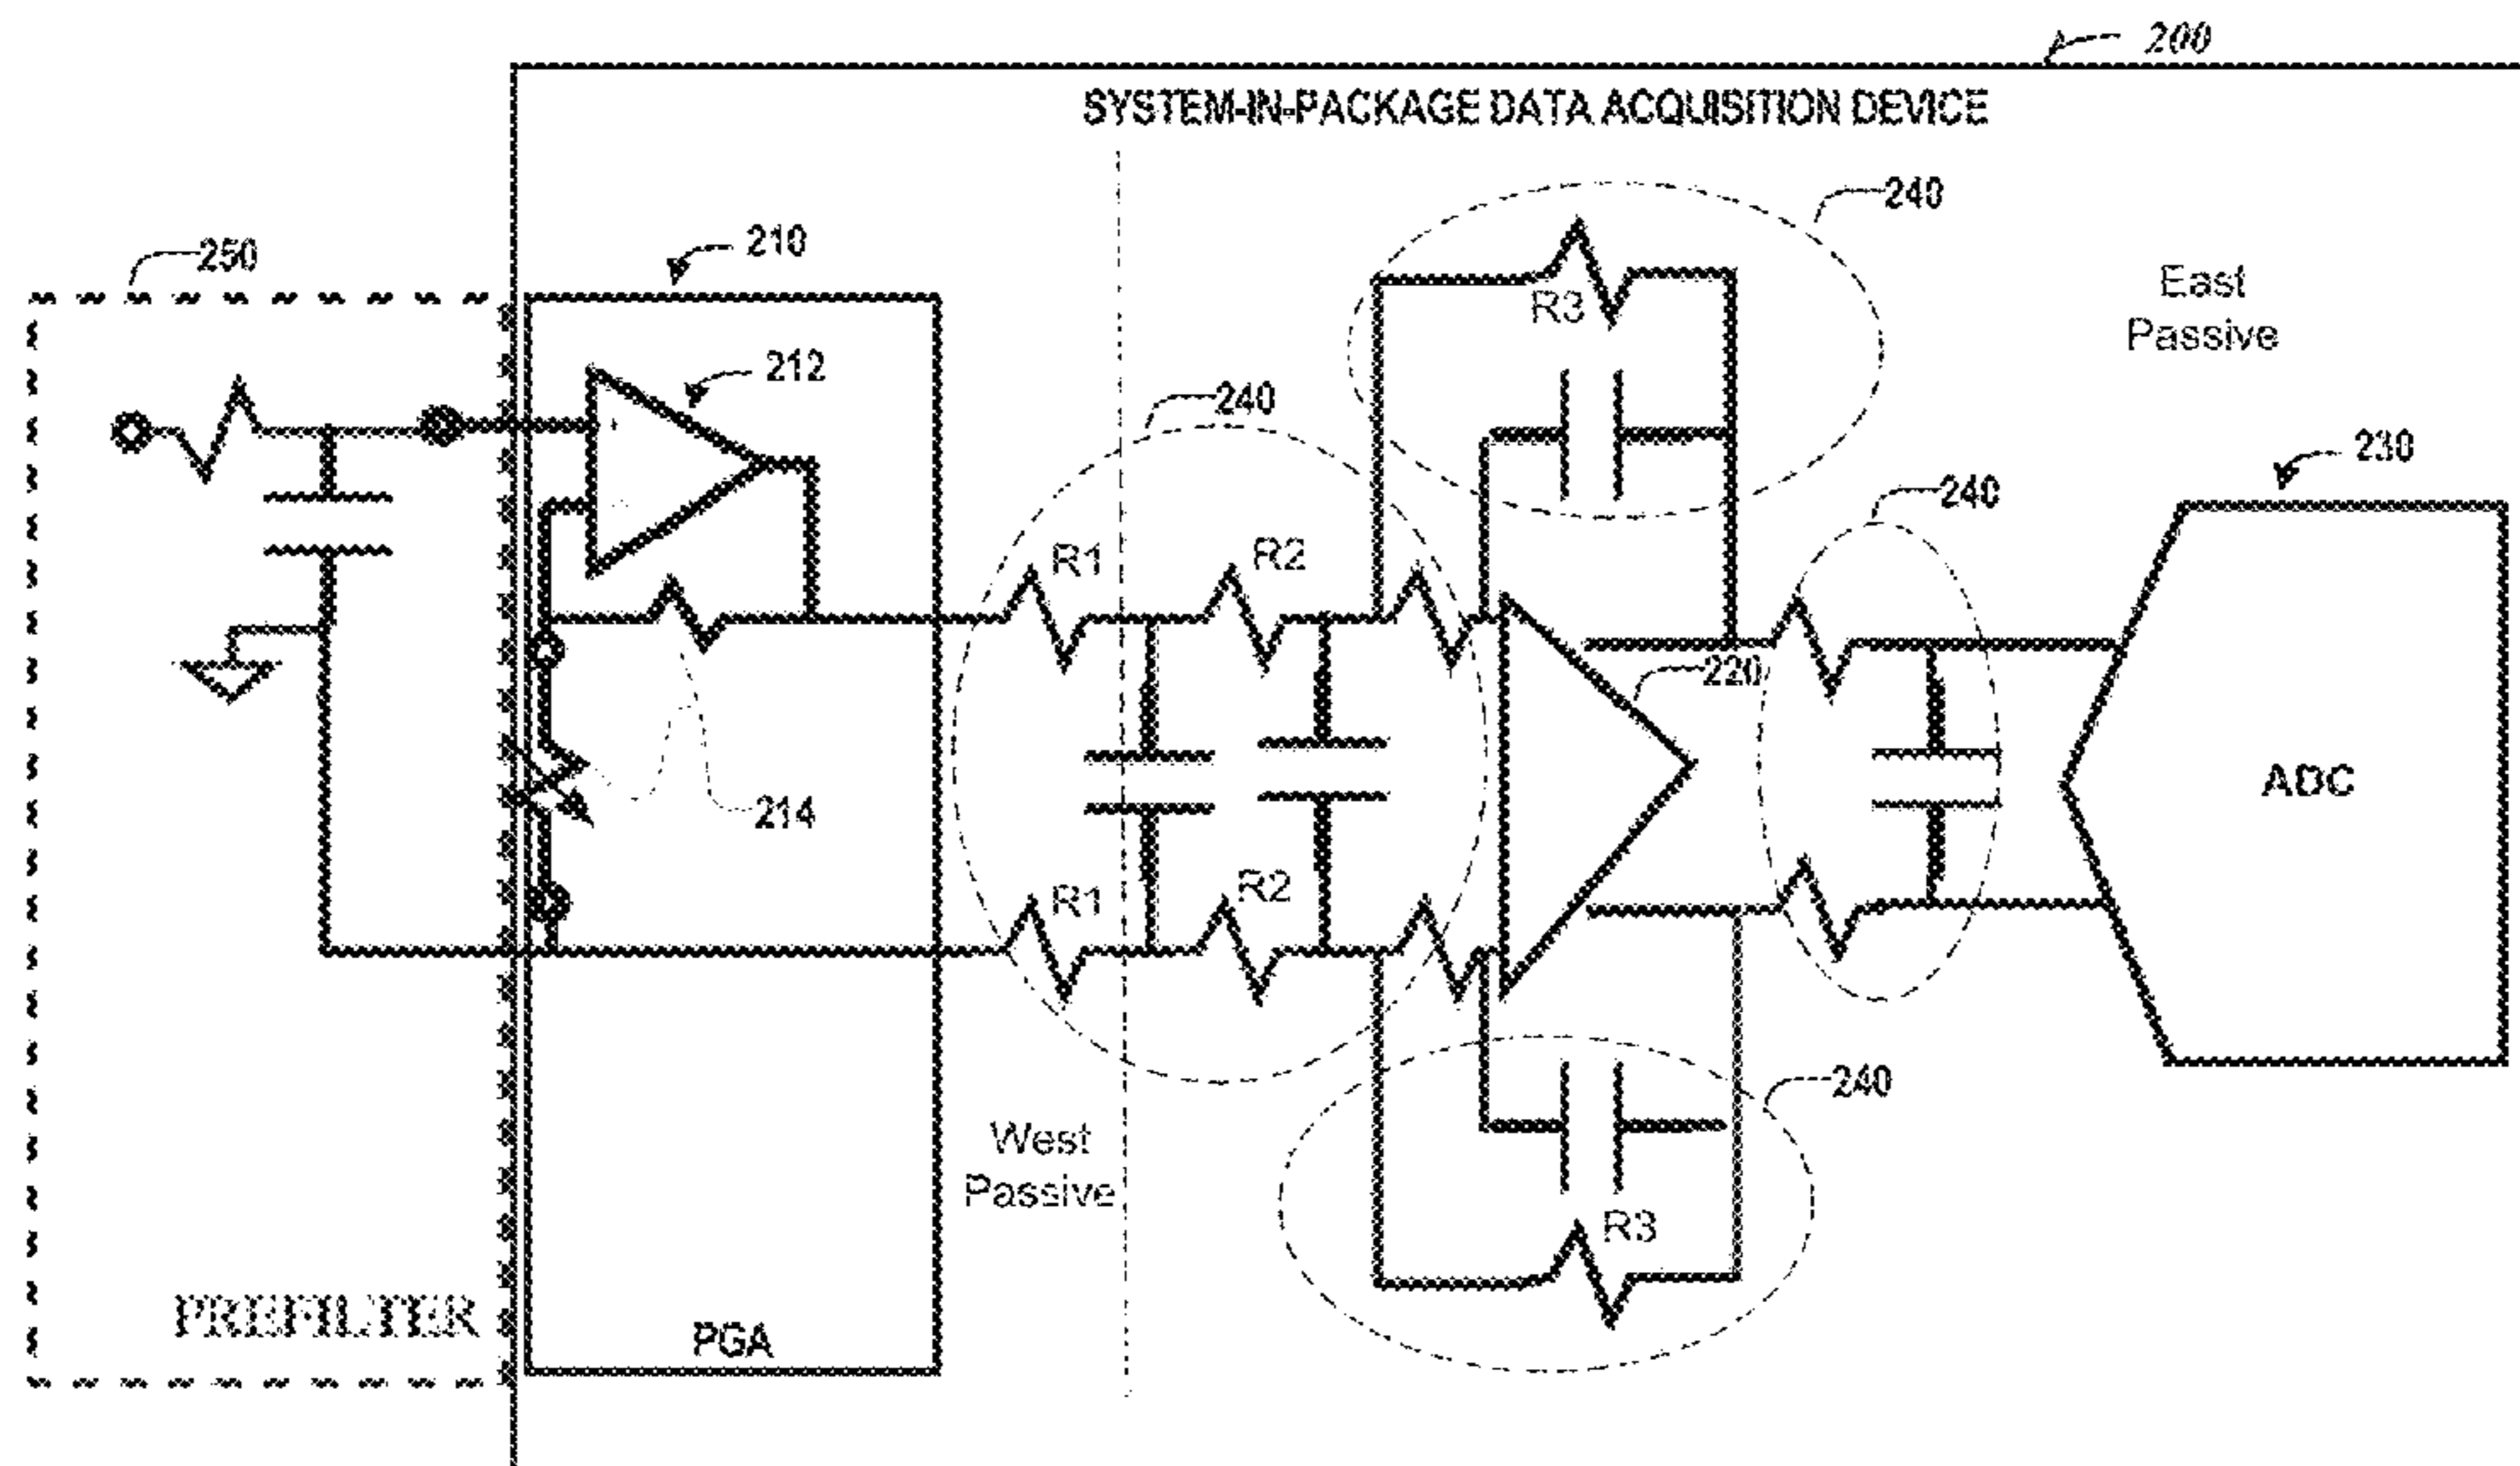 200
SYSTEM-IN-PACKAGE DATA ACQUISITION DEVICE
240
250
210
East
Passive
R3
212
240
230
240
R1
R2
220
214
ADC
R1
R2
240
West
Passive
R3
PREFILTER
PGA